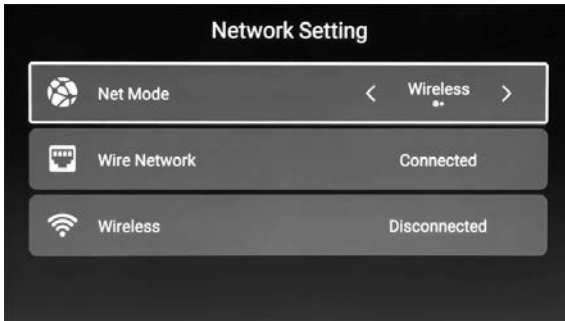 Network Setting
Net Mode Wireless
Wire Network Connected
Wireless Disconnected